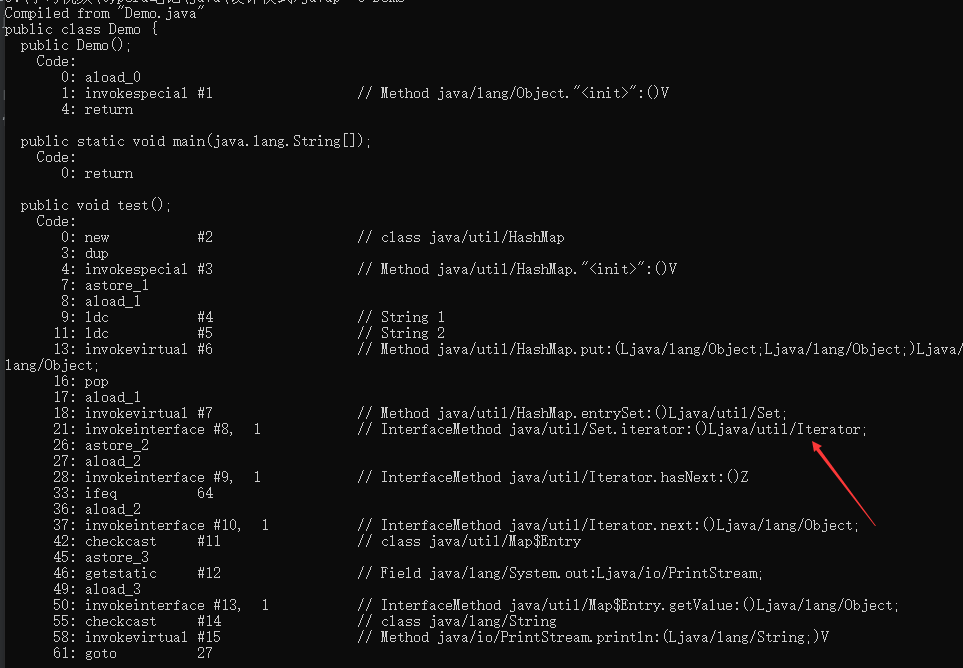 Compiled from "Demo.java"
public class Demo {
  public Demo();
    Code:
       0: aload_0
       1: invokespecial #1                  // Method java/lang/Object."<init>":()V
       4: return
  public static void main(java.lang.String[]);
    Code:
       0: return
  public void test();
    Code:
       0: new           #2                  // class java/util/HashMap
       3: dup
       4: invokespecial #3                  // Method java/util/HashMap."<init>":()V
       7: astore_1
       8: aload_1
       9: ldc           #4                  // String 1
      11: ldc           #5                  // String 2
      13: invokevirtual #6                  // Method java/util/HashMap.put:(Ljava/lang/Object;Ljava/lang/Object;)Ljava/
lang/Object;
      16: pop
      17: aload_1
      18: invokevirtual #7                  // Method java/util/HashMap.entrySet:()Ljava/util/Set;
      21: invokeinterface #8,  1            // InterfaceMethod java/util/Set.iterator:()Ljava/util/Iterator;
      26: astore_2
      27: aload_2
      28: invokeinterface #9,  1            // InterfaceMethod java/util/Iterator.hasNext:()Z
      33: ifeq          64
      36: aload_2
      37: invokeinterface #10,  1           // InterfaceMethod java/util/Iterator.next:()Ljava/lang/Object;
      42: checkcast     #11                 // class java/util/Map$Entry
      45: astore_3
      46: getstatic     #12                 // Field java/lang/System.out:Ljava/io/PrintStream;
      49: aload_3
      50: invokeinterface #13,  1           // InterfaceMethod java/util/Map$Entry.getValue:()Ljava/lang/Object;
      55: checkcast     #14                 // class java/lang/String
      58: invokevirtual #15                 // Method java/io/PrintStream.println:(Ljava/lang/String;)V
      61: goto          27